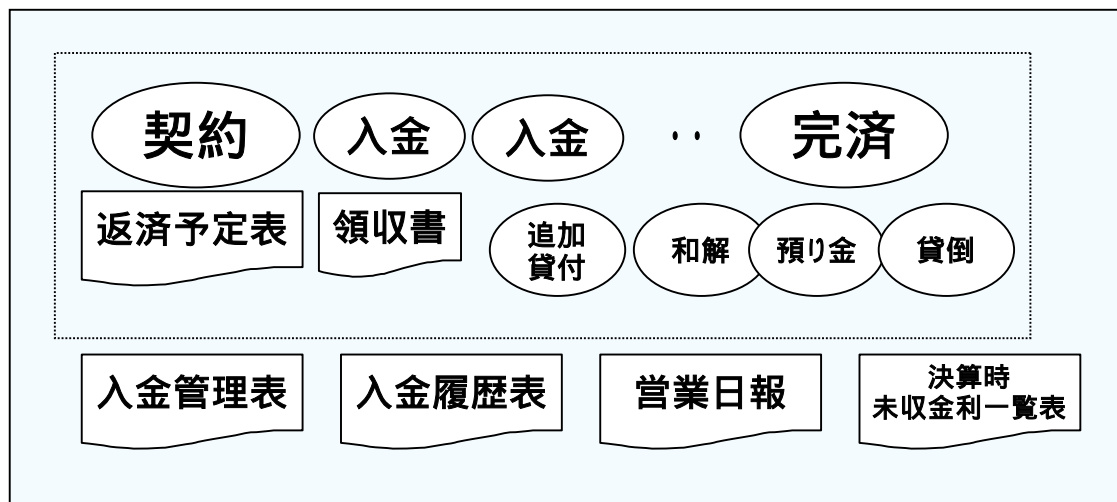 契約
入金
入金
・・
完済
返済予定表
領収書
追加
貸付
和解
預り金
貸倒
入金管理表
入金履歴表
営業日報
決算時
未収金利一覧表